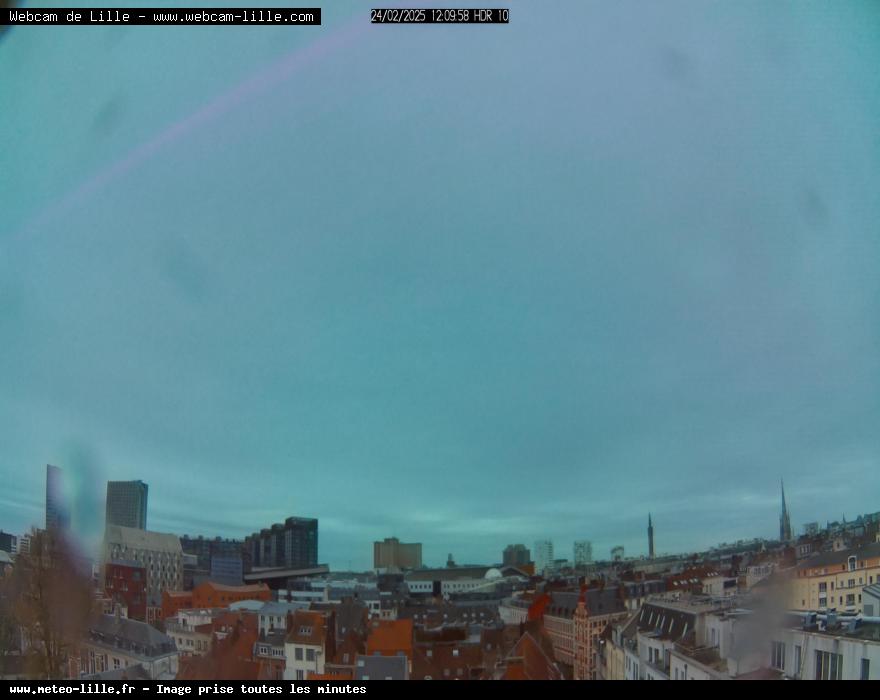 Webcam de Lille - www.webcam-lille.com
24/02/2025 12:09:58 HDR 10
www.meteo-lille.fr - Image prise toutes les minutes